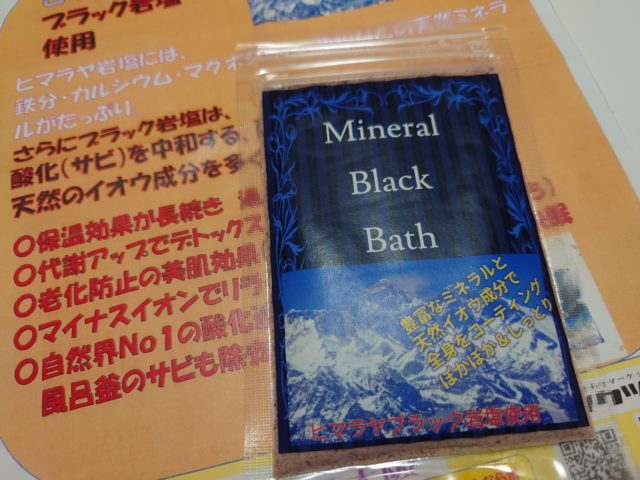 ブラック岩塩
使用
ヒマラヤ岩塩には、
鉄分・カルシウム・マグネ
天然ミネラ
ルがたっぷり
さらにブラック岩塩は、
酸化(サビ)を中和する、
天然のイオウ成分を多く
○保温効果が長続き
○代謝アップでデトックス
○老化防止の美肌効果
○マイナスイオンでリラ
○自然界No1の酸化
風呂釜のサビも除
Mineral
Black
Bath
豊富なミネラルと
天然イオウ成分で
全身をコーティング
ぽかぽか&しっとり
ヒマラヤブラック岩塩使用